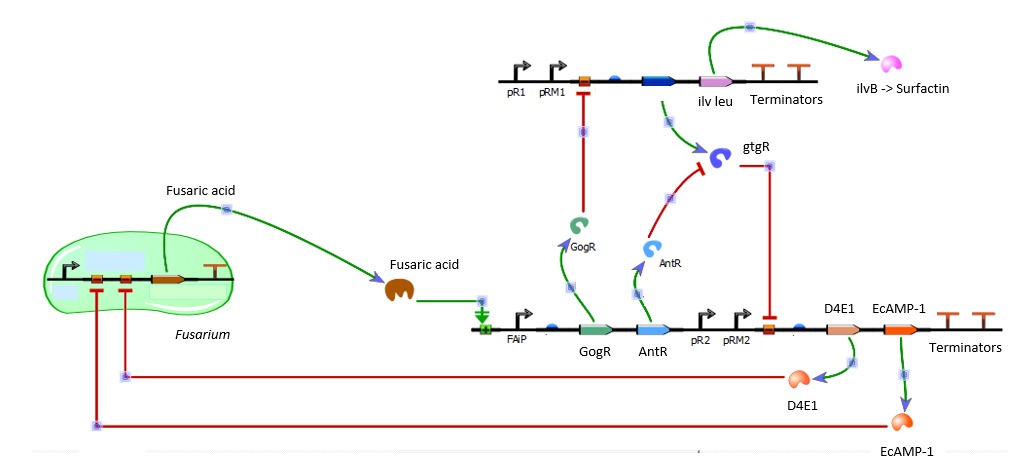 pR1
pRM1
ilv leu
Terminators
ilvB -> Surfactin
gtgR
Fusaric acid
GogR
AntR
Fusaric acid
Fusarium
FAiP
GogR
AntR
pR2
pRM2
D4E1
EcAMP-1
Terminators
D4E1
EcAMP-1